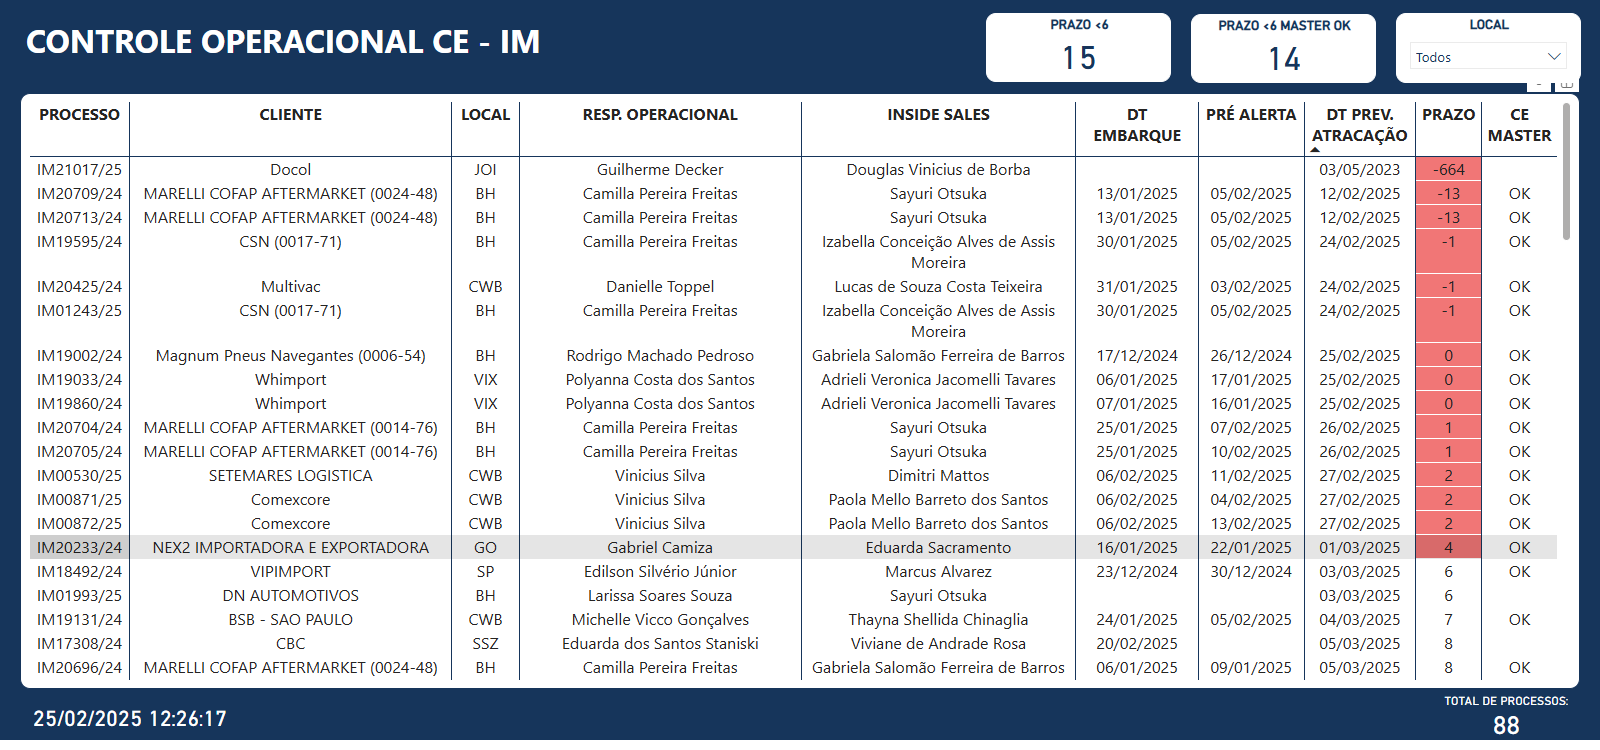 CONTROLE OPERACIONAL CE - IM
PRAZO <6
15
PRAZO <6 MASTER OK
14
LOCAL
Todos
PROCESSO CLIENTE LOCAL RESP. OPERACIONAL INSIDE SALES DT EMBARQUE PRÉ ALERTA DT PREV. ATRACAÇÃO PRAZO CE MASTER
IM21017/25 Docol JOI Guilherme Decker Douglas Vinicius de Borba 03/05/2023 -664
IM20709/24 MARELLI COFAP AFTERMARKET (0024-48) BH Camilla Pereira Freitas Sayuri Otsuka 13/01/2025 05/02/2025 12/02/2025 -13 OK
IM20713/24 MARELLI COFAP AFTERMARKET (0024-48) BH Camilla Pereira Freitas Sayuri Otsuka 13/01/2025 05/02/2025 12/02/2025 -13 OK
IM19595/24 CSN (0017-71) BH Camilla Pereira Freitas Izabella Conceição Alves de Assis Moreira 30/01/2025 05/02/2025 24/02/2025 -1 OK
IM20425/24 Multivac CWB Danielle Toppel Lucas de Souza Costa Teixeira 31/01/2025 03/02/2025 24/02/2025 -1 OK
IM01243/25 CSN (0017-71) BH Camilla Pereira Freitas Izabella Conceição Alves de Assis Moreira 30/01/2025 05/02/2025 24/02/2025 -1 OK
IM19002/24 Magnum Pneus Navegantes (0006-54) BH Rodrigo Machado Pedroso Gabriela Salomão Ferreira de Barros 17/12/2024 26/12/2024 25/02/2025 0 OK
IM19033/24 Whimport VIX Polyanna Costa dos Santos Adrieli Veronica Jacomelli Tavares 06/01/2025 17/01/2025 25/02/2025 0 OK
IM19860/24 Whimport VIX Polyanna Costa dos Santos Adrieli Veronica Jacomelli Tavares 07/01/2025 16/01/2025 25/02/2025 0 OK
IM20704/24 MARELLI COFAP AFTERMARKET (0014-76) BH Camilla Pereira Freitas Sayuri Otsuka 25/01/2025 07/02/2025 26/02/2025 1 OK
IM20705/24 MARELLI COFAP AFTERMARKET (0014-76) BH Camilla Pereira Freitas Sayuri Otsuka 25/01/2025 10/02/2025 26/02/2025 1 OK
IM00530/25 SETEMARES LOGISTICA CWB Vinicius Silva Dimitri Mattos 06/02/2025 11/02/2025 27/02/2025 2 OK
IM00871/25 Comexcore CWB Vinicius Silva Paola Mello Barreto dos Santos 06/02/2025 04/02/2025 27/02/2025 2 OK
IM00872/25 Comexcore CWB Vinicius Silva Paola Mello Barreto dos Santos 06/02/2025 13/02/2025 27/02/2025 2 OK
IM20233/24 NEX2 IMPORTADORA E EXPORTADORA GO Gabriel Camiza Eduarda Sacramento 16/01/2025 22/01/2025 01/03/2025 4 OK
IM18492/24 VIPIMPORT SP Edilson Silvério Júnior Marcus Alvarez 23/12/2024 30/12/2024 03/03/2025 6 OK
IM01993/25 DN AUTOMOTIVOS BH Larissa Soares Souza Sayuri Otsuka 03/03/2025 6
IM19131/24 BSB - SAO PAULO CWB Michelle Vicco Gonçalves Thayna Shellida Chinaglia 24/01/2025 05/02/2025 04/03/2025 7 OK
IM17308/24 CBC SSZ Eduarda dos Santos Staniski Viviane de Andrade Rosa 20/02/2025 05/03/2025 8
IM20696/24 MARELLI COFAP AFTERMARKET (0024-48) BH Camilla Pereira Freitas Gabriela Salomão Ferreira de Barros 06/01/2025 09/01/2025 05/03/2025 8 OK
25/02/2025 12:26:17
TOTAL DE PROCESSOS:
88